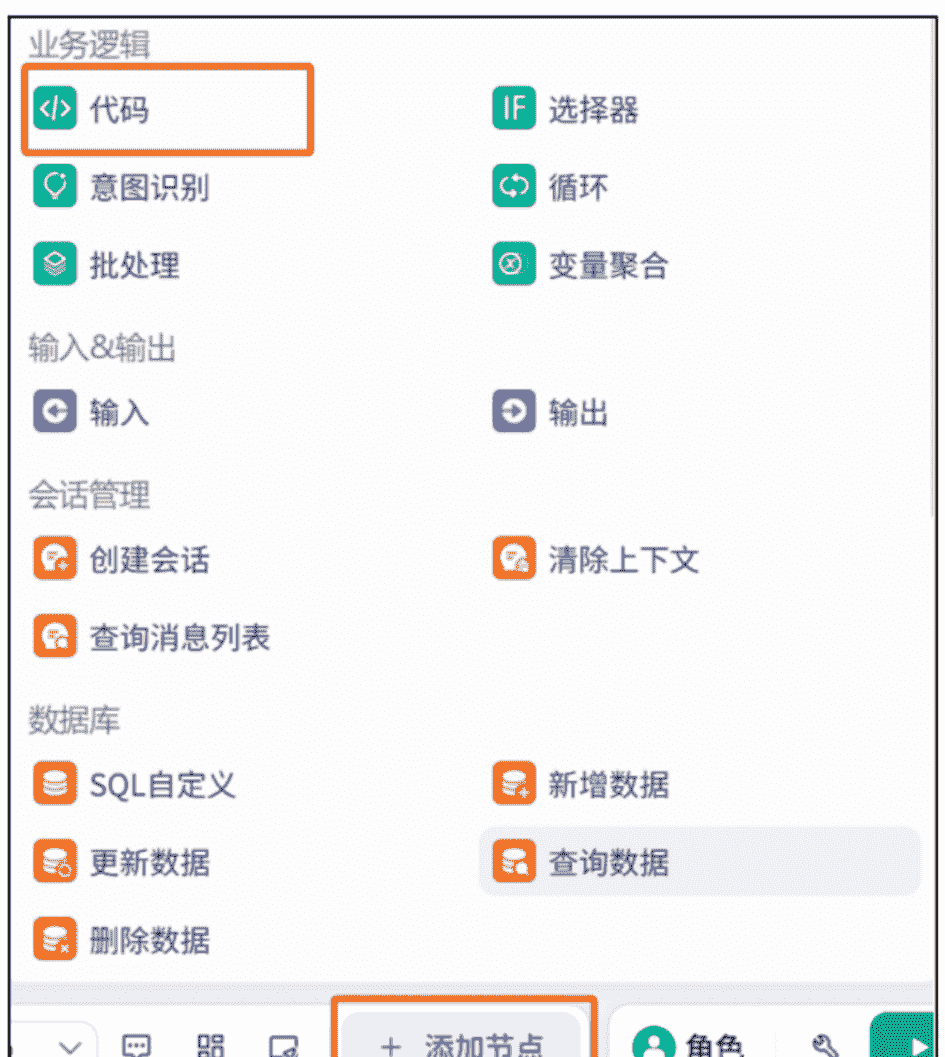 业务逻辑
代码
IF 选择器
意图识别
循环
批处理
变量聚合
输入&输出
输入
输出
会话管理
创建会话
清除上下文
查询消息列表
数据库
SQL自定义
新增数据
更新数据
查询数据
删除数据
+ 添加节点
角色